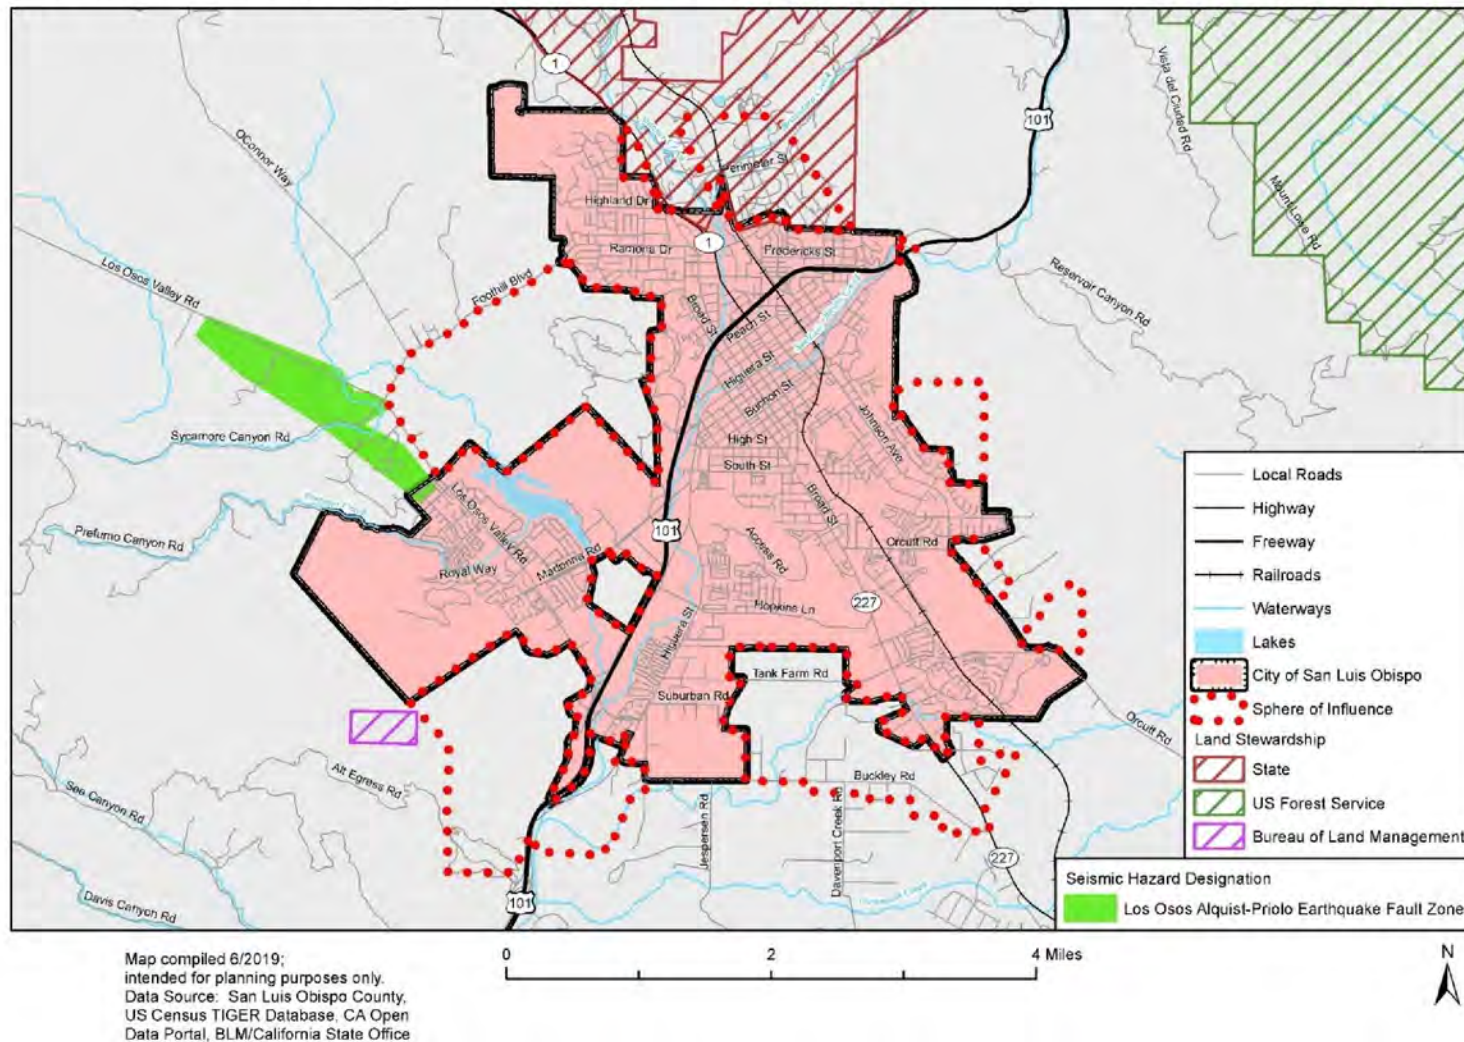 1
101
Vista del Ciudad Rd
OConnor Way
Perimeter St
Mount Lowe Rd
Highland Dr
1
Ramona Dr
Fredericks St
Los Osos Valley Rd
Foothill Blvd
Reservoir Canyon Rd
Broad St
Peach St
Higuera St
Buchon St
Johnson Ave
Sycamore Canyon Rd
High St
South St
Los Osos Valley Rd
Broad St
101
Prefumo Canyon Rd
Madonna Rd
Access Rd
Orcutt Rd
Royal Way
Hopkins Ln
227
Higuera St
Tank Farm Rd
Suburban Rd
Orcutt Rd
Alt Egress Rd
Buckley Rd
See Canyon Rd
Jespersen Rd
Davenport Creek Rd
227
Davis Canyon Rd
101
Local Roads
Highway
Freeway
Railroads
Waterways
Lakes
City of San Luis Obispo
Sphere of Influence
Land Stewardship
State
US Forest Service
Bureau of Land Management
Seismic Hazard Designation
Los Osos Alquist-Priolo Earthquake Fault Zone
Map compiled 6/2019;
intended for planning purposes only.
Data Source: San Luis Obispo County,
US Census TIGER Database, CA Open
Data Portal, BLM/California State Office
0 2 4 Miles
N